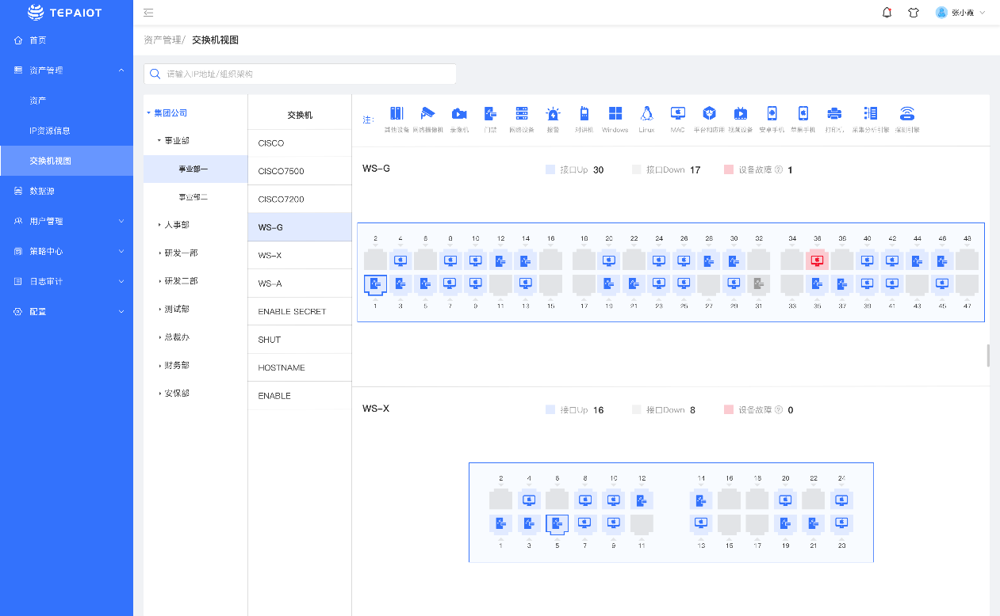 TEPAIOT
首页
资产管理
资产
IP资源信息
交换机视图
数据源
用户管理
策略中心
日志审计
配置
张小霞
资产管理/ 交换机视图
请输入IP地址/组织架构
集团公司
事业部
事业部一
事业部二
人事部
研发一部
研发二部
测试部
总裁办
财务部
安保部
交换机
CISCO
CISCO7500
CISCO7200
WS-G
WS-X
WS-A
ENABLE SECRET
SHUT
HOSTNAME
ENABLE
注:
其他设备 网络摄像机 录像机 门禁 网络设备 报警 对讲机 Windows Linux MAC 平台和应用 视频设备 安卓手机 苹果手机 打印机 采集分析引擎 探测引擎
WS-G 接口Up 30 接口Down 17 设备故障 ? 1
2 4 6 8 10 12 14 16 18 20 22 24 26 28 30 32 34 36 38 40 42 44 46 48
1 3 5 7 9 11 13 15 17 19 21 23 25 27 29 31 33 35 37 39 41 43 45 47
WS-X 接口Up 16 接口Down 8 设备故障 ? 0
2 4 6 8 10 12 14 16 18 20 22 24
1 3 5 7 9 11 13 15 17 19 21 23